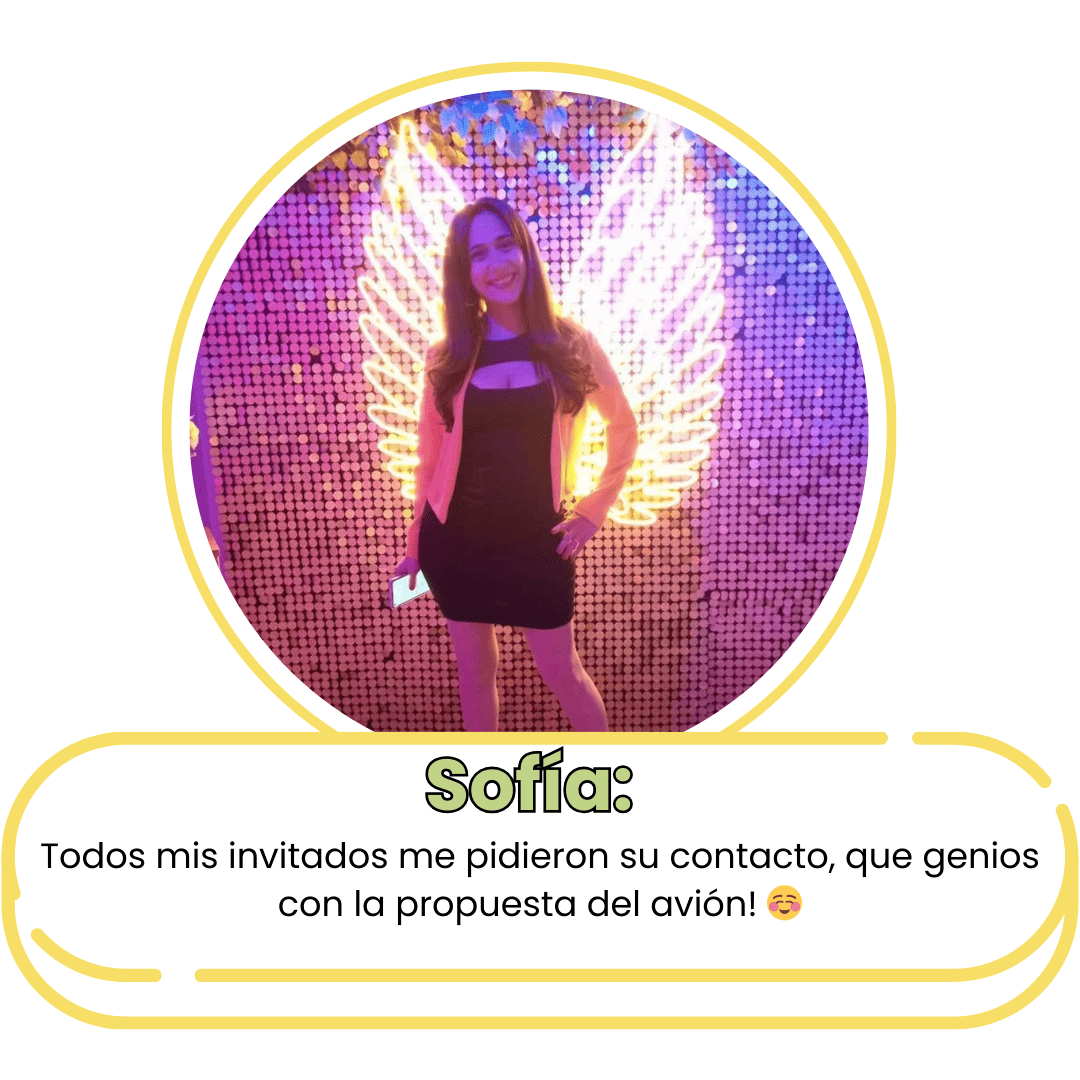 Sofía:
Todos mis invitados me pidieron su contacto, que genios
con la propuesta del avión! ☺️